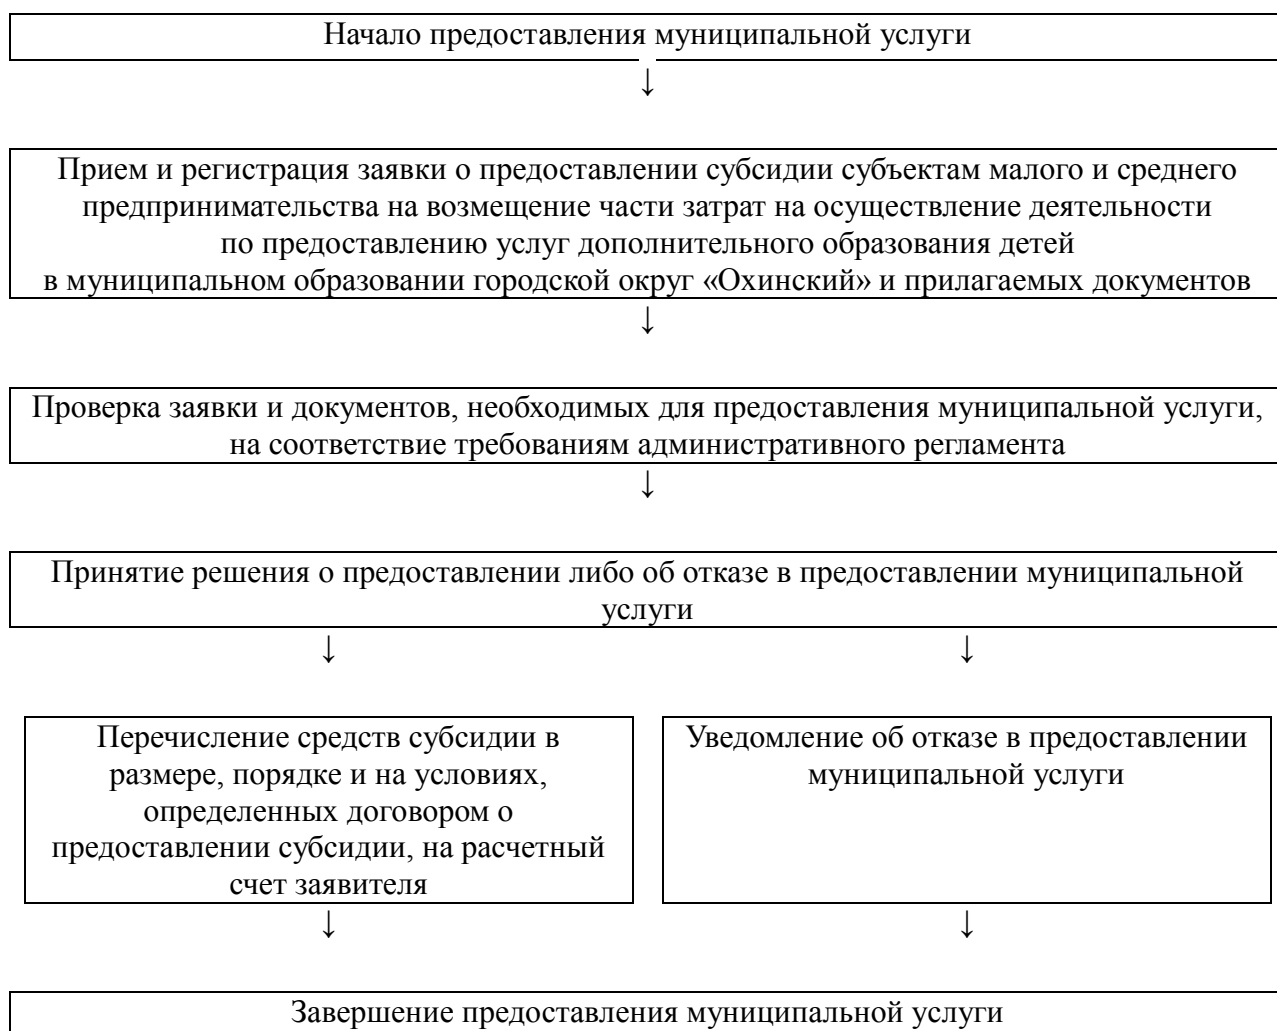 Начало предоставления муниципальной услуги
↓
Прием и регистрация заявки о предоставлении субсидии субъектам малого и среднего
предпринимательства на возмещение части затрат на осуществление деятельности
по предоставлению услуг дополнительного образования детей
в муниципальном образовании городской округ «Охинский» и прилагаемых документов
↓
Проверка заявки и документов, необходимых для предоставления муниципальной услуги,
на соответствие требованиям административного регламента
↓
Принятие решения о предоставлении либо об отказе в предоставлении муниципальной
услуги
↓ ↓
Перечисление средств субсидии в
размере, порядке и на условиях,
определенных договором о
предоставлении субсидии, на расчетный
счет заявителя
Уведомление об отказе в предоставлении
муниципальной услуги
↓ ↓
Завершение предоставления муниципальной услуги